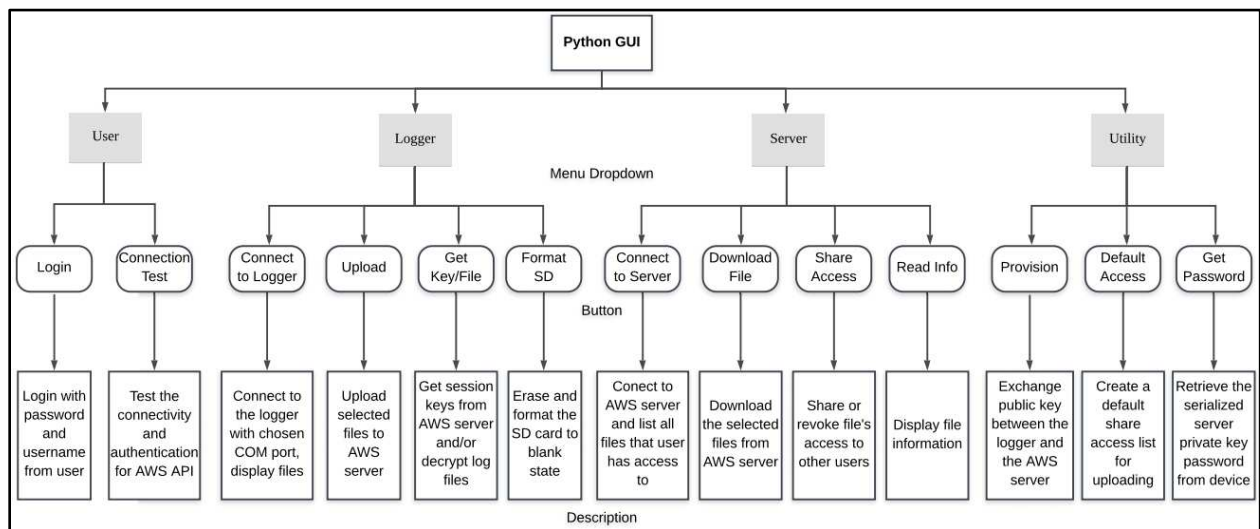 Python GUI
User
Logger
Server
Utility
Menu Dropdown
Login
Connection
Test
Connect
to Logger
Upload
Get
Key/File
Format
SD
Connect
to Server
Download
File
Share
Access
Read Info
Provision
Default
Access
Get
Password
Button
Login with
password
and
username
from user
Test the
connectivity
and
authentication
for AWS API
Connect to
the logger
with chosen
COM port,
display files
Upload
selected
files to
AWS
server
Get session
keys from
AWS server
and/or
decrypt log
files
Erase and
format the
SD card to
blank
state
Conect to
AWS server
and list all
files that user
has access
to
Download
the selected
files from
AWS server
Share or
revoke file's
access to
other users
Display file
information
Exchange
public key
between the
logger and
the AWS
server
Create a
default
share
access list
for
uploading
Retrieve the
serialized
server
private key
password
from device
Description